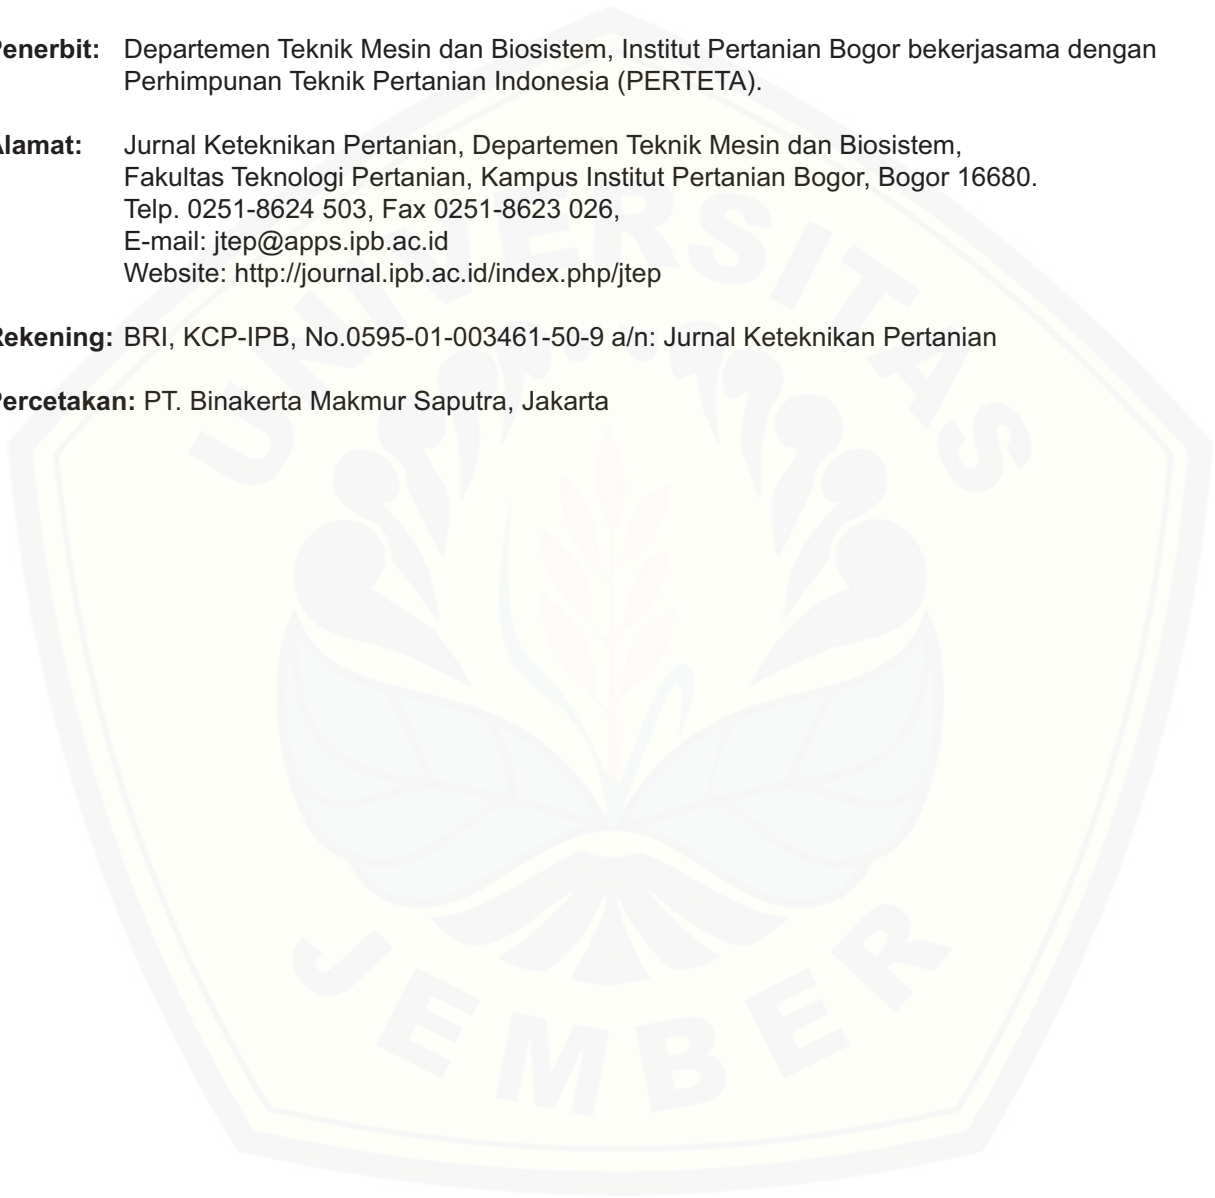 Penerbit: Departemen Teknik Mesin dan Biosistem, Institut Pertanian Bogor bekerjasama dengan
Perhimpunan Teknik Pertanian Indonesia (PERTETA).
Alamat: Jurnal Keteknikan Pertanian, Departemen Teknik Mesin dan Biosistem,
Fakultas Teknologi Pertanian, Kampus Institut Pertanian Bogor, Bogor 16680.
Telp. 0251-8624 503, Fax 0251-8623 026,
E-mail: jtep@apps.ipb.ac.id
Website: http://journal.ipb.ac.id/index.php/jtep
Rekening: BRI, KCP-IPB, No.0595-01-003461-50-9 a/n: Jurnal Keteknikan Pertanian
Percetakan: PT. Binakerta Makmur Saputra, Jakarta
UNIVERSITAS
JEMBER